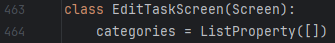 463 class EditTaskScreen(Screen):
464     categories = ListProperty([])